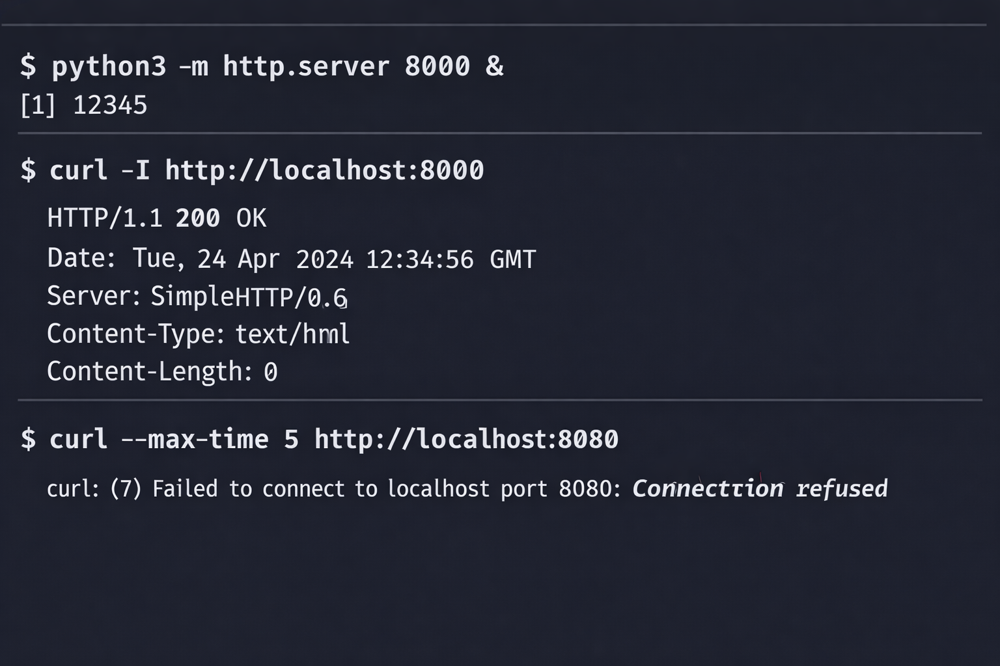 $ python3 -m http.server 8000 &
[1] 12345
$ curl -I http://localhost:8000
HTTP/1.1 200 OK
Date: Tue, 24 Apr 2024 12:34:56 GMT
Server: SimpleHTTP/0.6
Content-Type: text/hml
Content-Length: 0
$ curl --max-time 5 http://localhost:8080
curl: (7) Failed to connect to localhost port 8080: Connecttion refused